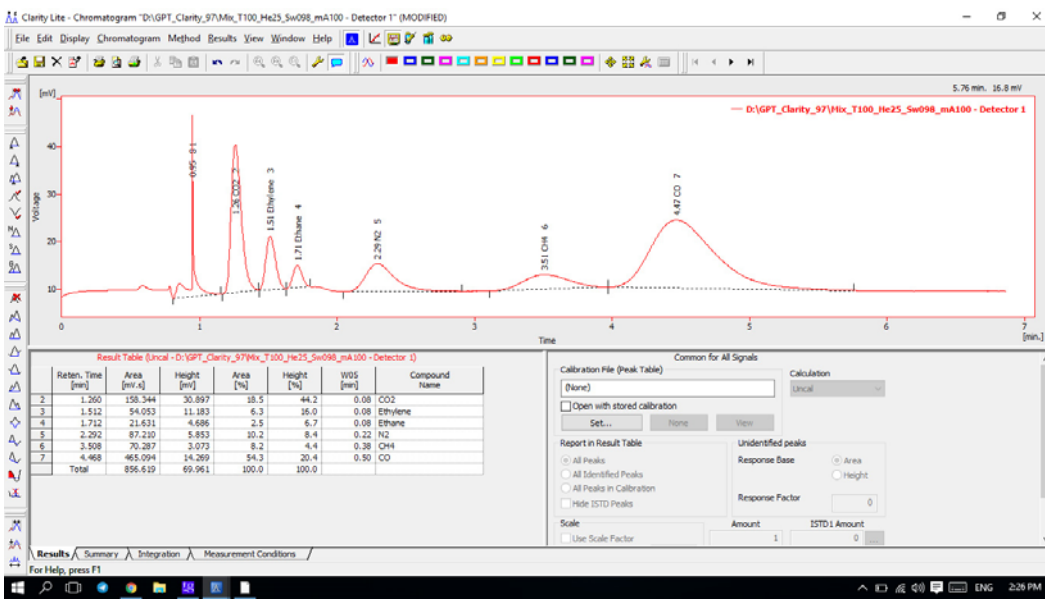 Clarity Lite - Chromatogram "D:\GPT_Clarity_97\Mix_T100_He25_Sw098_mA100 - Detector 1" (MODIFIED)
File Edit Display Chromatogram Method Results View Window Help
5.76 min. 16.8 mV
[mV]
D:\GPT_Clarity_97\Mix_T100_He25_Sw098_mA100 - Detector 1
40
30
20
10
Voltage
0.95
1.26 CO2 2
1.51 Ethylene 3
1.71 Ethane 4
2.29 N2 5
3.51 CH4 6
4.47 CO 7
0 1 2 3 4 5 6 7
Time
[min.]
Result Table (Uncal - D:\GPT_Clarity_97\Mix_T100_He25_Sw098_mA100 - Detector 1)
Reten. Time [min] Area [mV.s] Height [mV] Area [%] Height [%] W05 [min] Compound Name
2 1.260 158.344 30.897 18.5 44.2 0.08 CO2
3 1.512 54.053 11.183 6.3 16.0 0.08 Ethylene
4 1.712 21.631 4.686 2.5 6.7 0.08 Ethane
5 2.292 87.210 5.853 10.2 8.4 0.22 N2
6 3.508 70.287 3.073 8.2 4.4 0.38 CH4
7 4.468 465.094 14.269 54.3 20.4 0.50 CO
Total 856.619 69.961 100.0 100.0
Common for All Signals
Calibration File (Peak Table)
(None)
Open with stored calibration
Set... None View
Calculation
Uncal
Report in Result Table
All Peaks
All Identified Peaks
All Peaks in Calibration
Hide ISTD Peaks
Unidentified peaks
Response Base Area
Height
Response Factor 0
Scale
Use Scale Factor
Amount ISTD1 Amount
1 0 ...
Results Summary Integration Measurement Conditions
For Help, press F1
ENG 2:26 PM